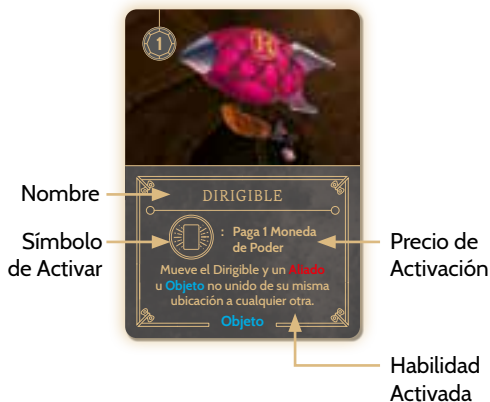 1
R
DIRIGIBLE
: Paga 1 Moneda
de Poder
Mueve el Dirigible y un Aliado
u Objeto no unido de su misma
ubicación a cualquier otra.
Objeto
Nombre
Símbolo
de Activar
Precio de
Activación
Habilidad
Activada